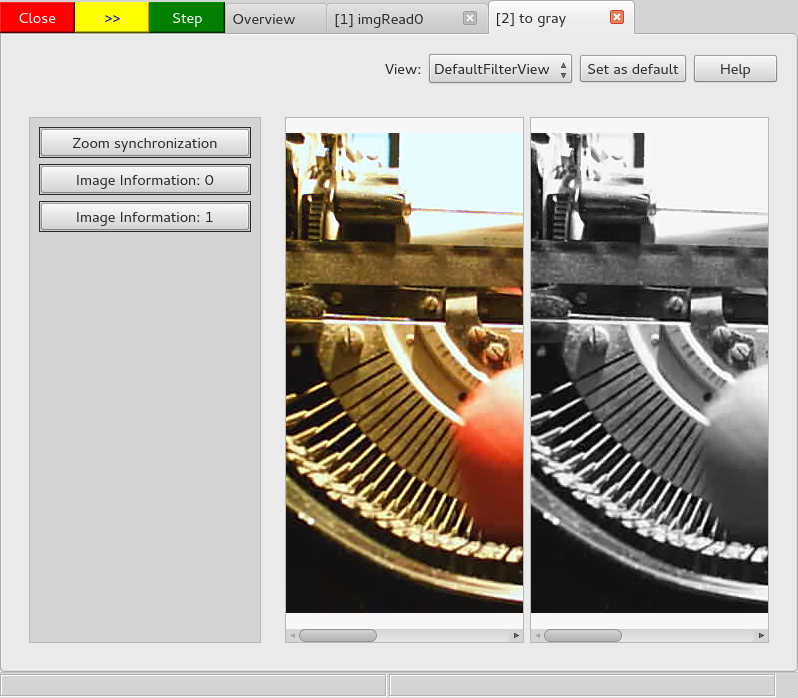 Close >> Step Overview [1] imgRead0 [2] to gray
View: DefaultFilterView Set as default Help
Zoom synchronization
Image Information: 0
Image Information: 1